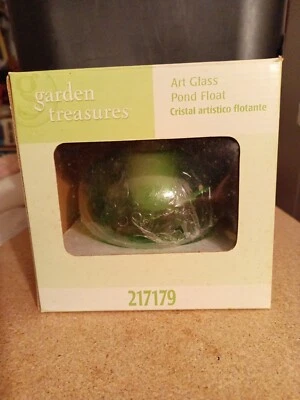 garden
treasures
Art Glass
Pond Float
Cristal artístico flotante
217179